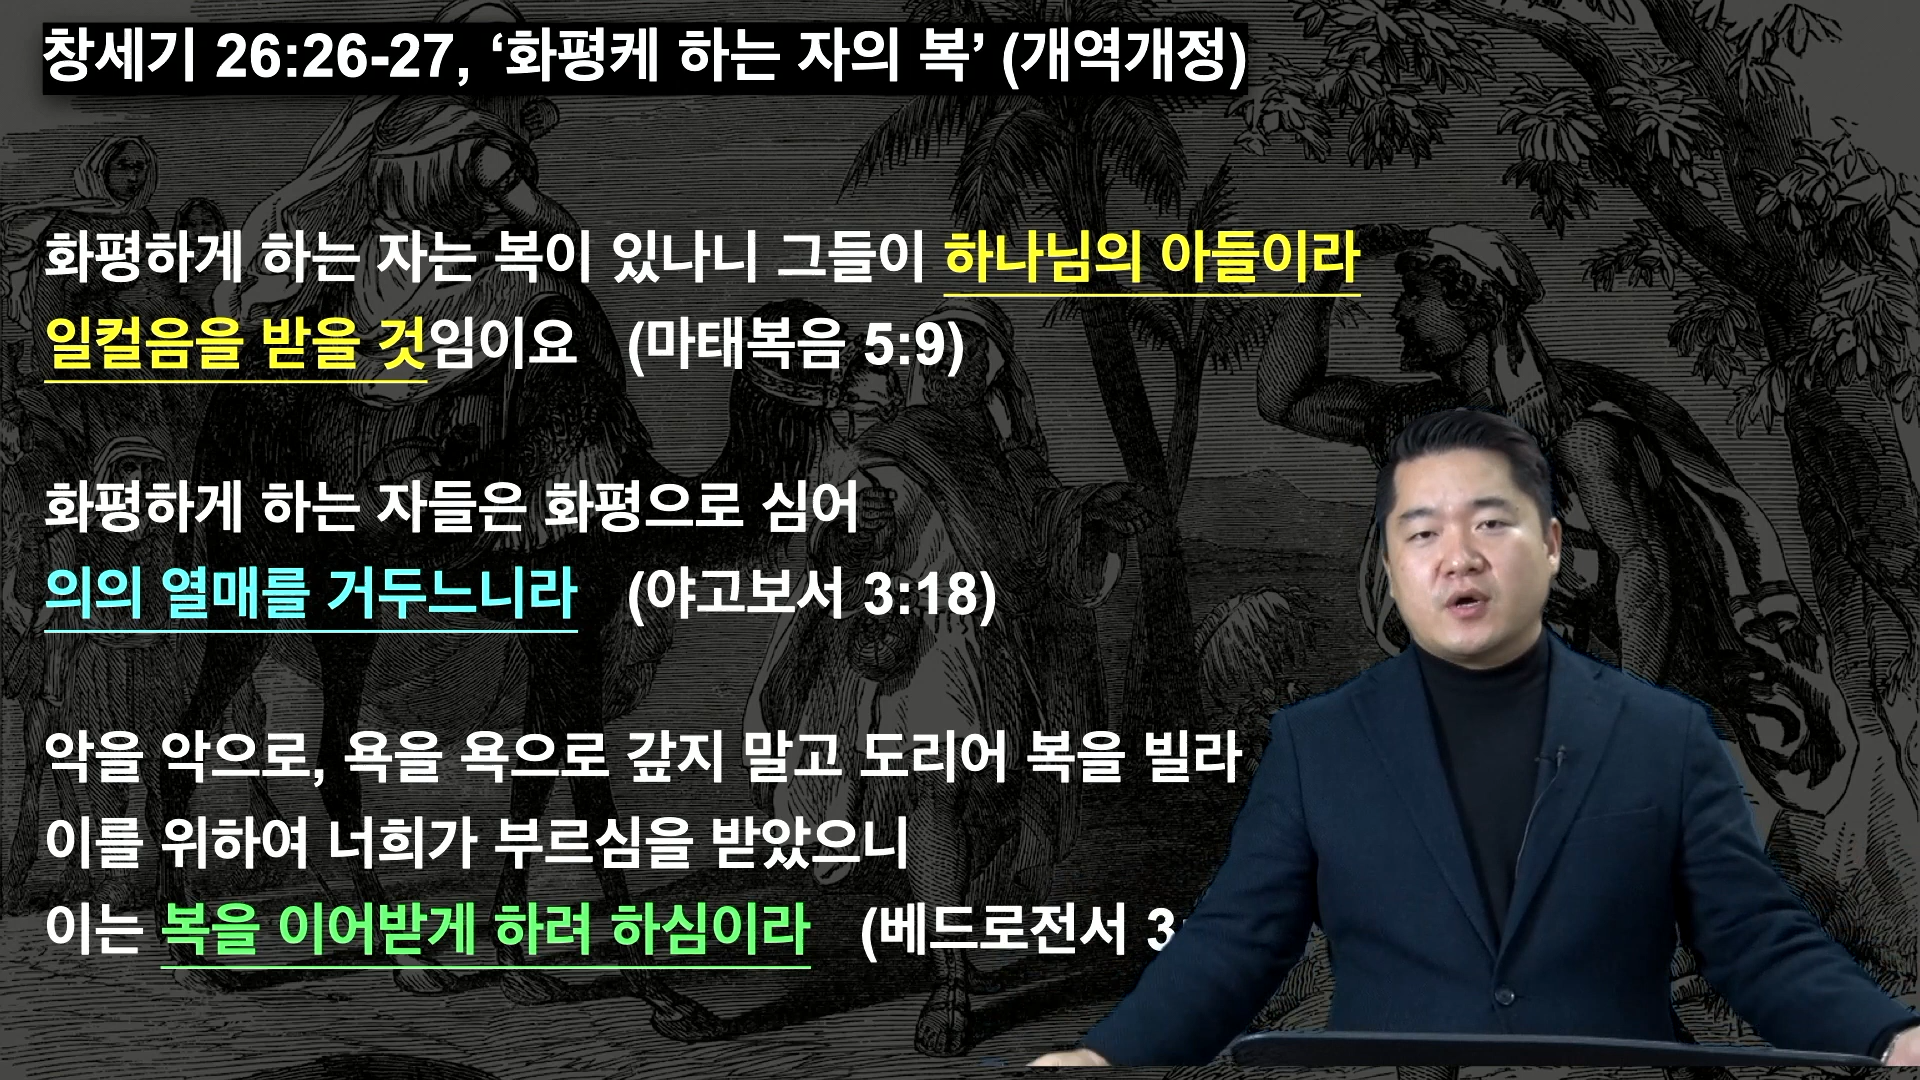 창세기 26:26-27, ‘화평케 하는 자의 복’ (개역개정)
화평하게 하는 자는 복이 있나니 그들이 하나님의 아들이라
일컬음을 받을 것임이요 (마태복음 5:9)
화평하게 하는 자들은 화평으로 심어
의의 열매를 거두느니라 (야고보서 3:18)
악을 악으로, 욕을 욕으로 갚지 말고 도리어 복을 빌라
이를 위하여 너희가 부르심을 받았으니
이는 복을 이어받게 하려 하심이라 (베드로전서 3: